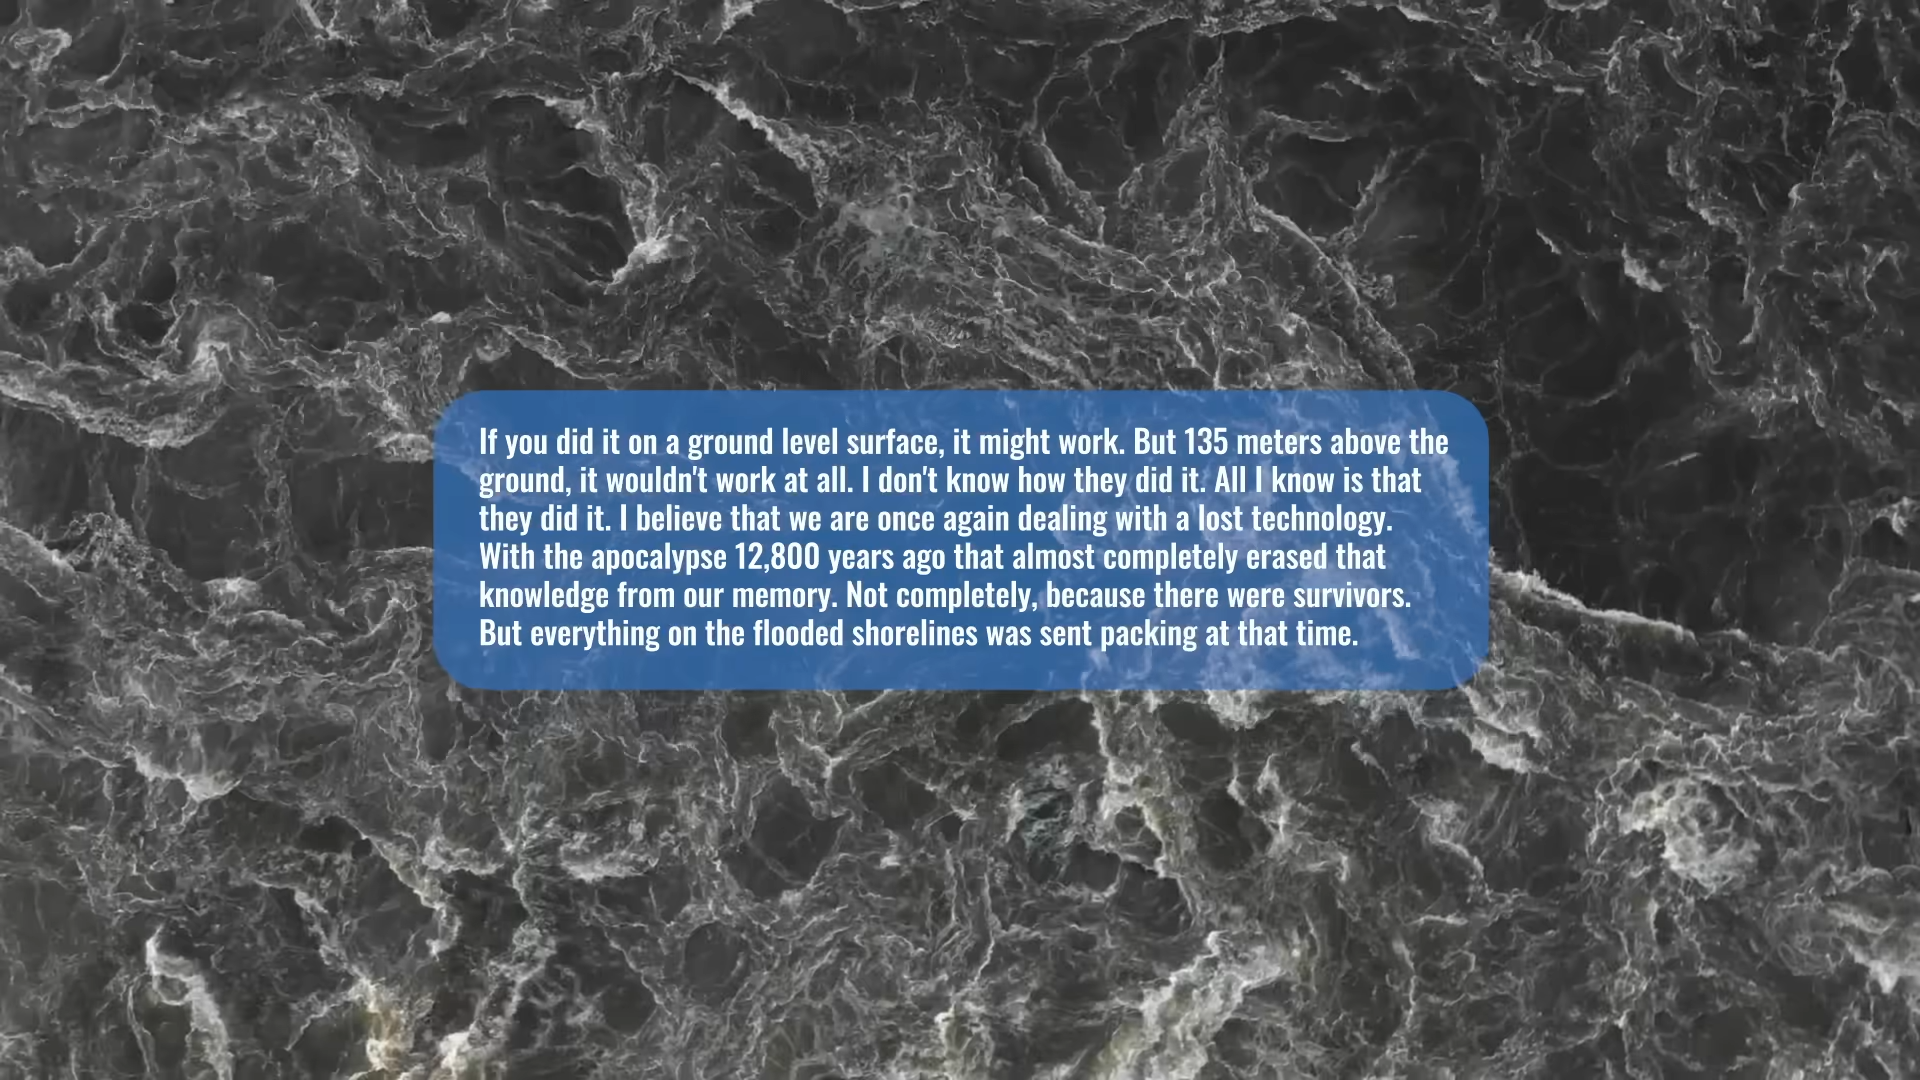 If you did it on a ground level surface, it might work. But 135 meters above the
ground, it wouldn't work at all. I don't know how they did it. All I know is that
they did it. I believe that we are once again dealing with a lost technology.
With the apocalypse 12,800 years ago that almost completely erased that
knowledge from our memory. Not completely, because there were survivors.
But everything on the flooded shorelines was sent packing at that time.